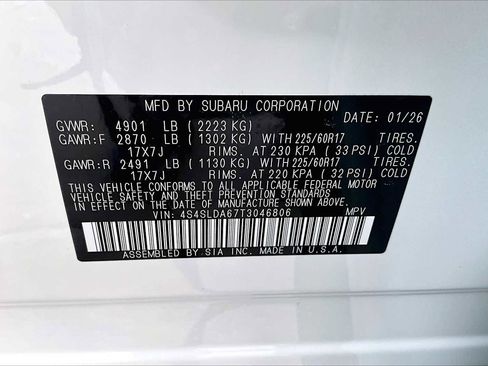 MFD BY SUBARU CORPORATION
DATE: 01/26
GVWR: 4901 LB (2223 KG)
GAWR:F 2870 LB (1302 KG) WITH 225/60R17 TIRES.
17X7J RIMS. AT 230 KPA (33 PSI) COLD
GAWR:R 2491 LB (1130 KG) WITH 225/60R17 TIRES.
17X7J RIMS. AT 220 KPA (32 PSI) COLD
THIS VEHICLE CONFORMS TO ALL APPLICABLE FEDERAL MOTOR
VEHICLE SAFETY AND THEFT PREVENTION STANDARDS
IN EFFECT ON THE DATE OF MANUFACTURE SHOWN ABOVE.
VIN: 4S4SLDA67T3046806 MPV
ASSEMBLED BY SIA INC. MADE IN U.S.A.